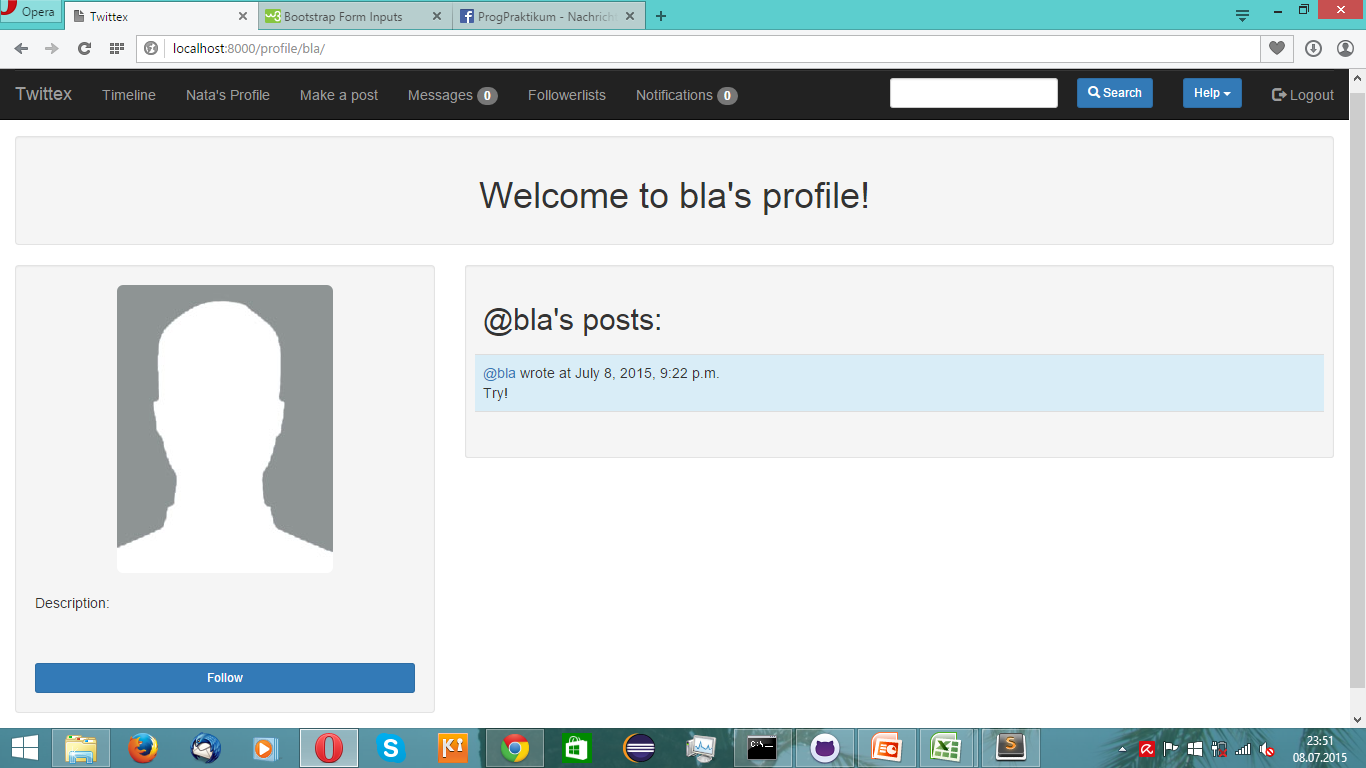 Opera
Twittex
Bootstrap Form Inputs
ProgPraktikum - Nachricht
localhost:8000/profile/bla/
Twittex Timeline Nata's Profile Make a post Messages 0 Followerlists Notifications 0 Search Help Logout
Welcome to bla's profile!
@bla's posts:
@bla wrote at July 8, 2015, 9:22 p.m.
Try!
Description:
Follow
23:51
08.07.2015